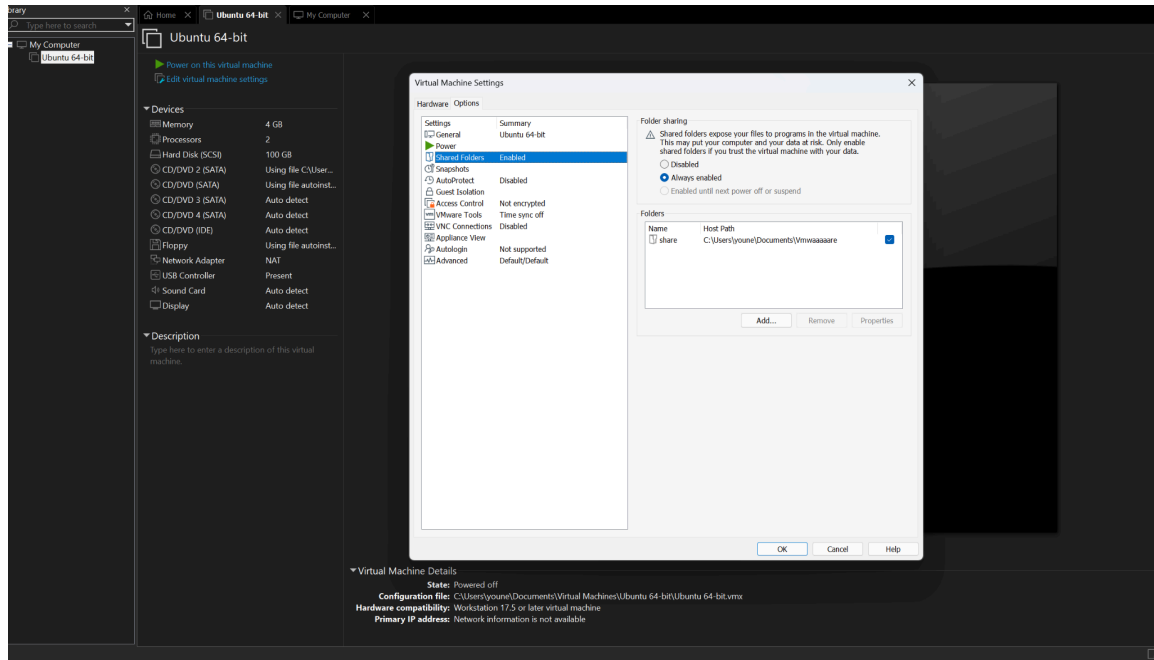 brary
Type here to search
My Computer
Ubuntu 64-bit
Home
Ubuntu 64-bit
My Computer
Ubuntu 64-bit
Power on this virtual machine
Edit virtual machine settings
Devices
Memory 4 GB
Processors 2
Hard Disk (SCSI) 100 GB
CD/DVD 2 (SATA) Using file C:\User...
CD/DVD (SATA) Using file autoinst...
CD/DVD 3 (SATA) Auto detect
CD/DVD 4 (SATA) Auto detect
CD/DVD (IDE) Auto detect
Floppy Using file autoinst...
Network Adapter NAT
USB Controller Present
Sound Card Auto detect
Display Auto detect
Description
Type here to enter a description of this virtual
machine.
Virtual Machine Settings
Hardware Options
Settings Summary
General Ubuntu 64-bit
Power
Shared Folders Enabled
Snapshots
AutoProtect Disabled
Guest Isolation
Access Control Not encrypted
VMware Tools Time sync off
VNC Connections Disabled
Appliance View
Autologin Not supported
Advanced Default/Default
Folder sharing
Shared folders expose your files to programs in the virtual machine.
This may put your computer and your data at risk. Only enable
shared folders if you trust the virtual machine with your data.
Disabled
Always enabled
Enabled until next power off or suspend
Folders
Name Host Path
share C:\Users\youne\Documents\Vmwaaaaare
Add... Remove Properties
OK Cancel Help
Virtual Machine Details
State: Powered off
Configuration file: C:\Users\youne\Documents\Virtual Machines\Ubuntu 64-bit\Ubuntu 64-bit.vmx
Hardware compatibility: Workstation 17.5 or later virtual machine
Primary IP address: Network information is not available